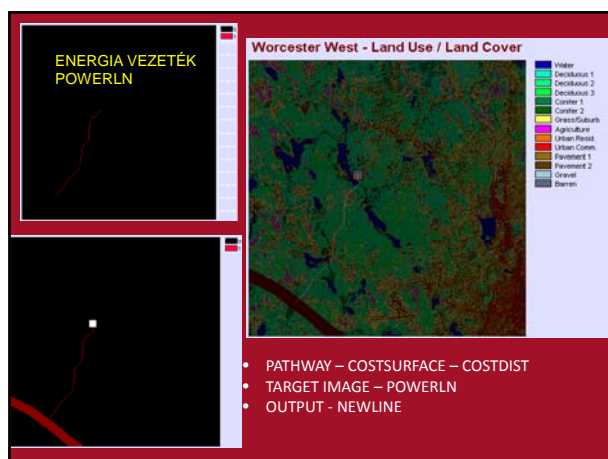 ENERGIA VEZETÉK
POWERLN
Worcester West - Land Use / Land Cover
Water
Deciduous 1
Deciduous 2
Deciduous 3
Conifer 1
Conifer 2
Grass/Suburb
Agriculture
Urban Resid.
Urban Comm.
Pavement 1
Pavement 2
Gravel
Barren
• PATHWAY – COSTSURFACE – COSTDIST
• TARGET IMAGE – POWERLN
• OUTPUT - NEWLINE